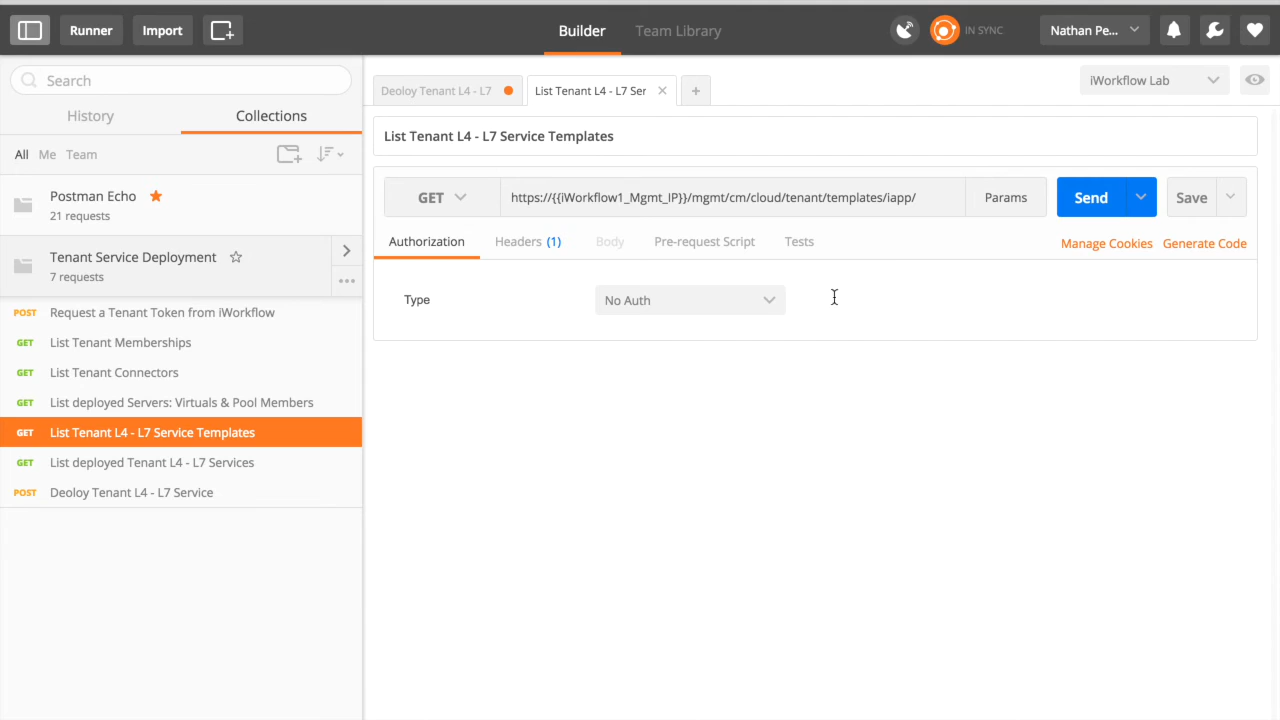 Runner Import Builder Team Library IN SYNC Nathan Pe...
Search
History Collections
All Me Team
Postman Echo
21 requests
Tenant Service Deployment
7 requests
POST Request a Tenant Token from iWorkflow
GET List Tenant Memberships
GET List Tenant Connectors
GET List deployed Servers: Virtuals & Pool Members
GET List Tenant L4 - L7 Service Templates
GET List deployed Tenant L4 - L7 Services
POST Deoloy Tenant L4 - L7 Service
Deoloy Tenant L4 - L7 List Tenant L4 - L7 Ser + iWorkflow Lab
List Tenant L4 - L7 Service Templates
GET https://{{iWorkflow1_Mgmt_IP}}/mgmt/cm/cloud/tenant/templates/iapp/ Params Send Save
Authorization Headers (1) Body Pre-request Script Tests Manage Cookies Generate Code
Type No Auth